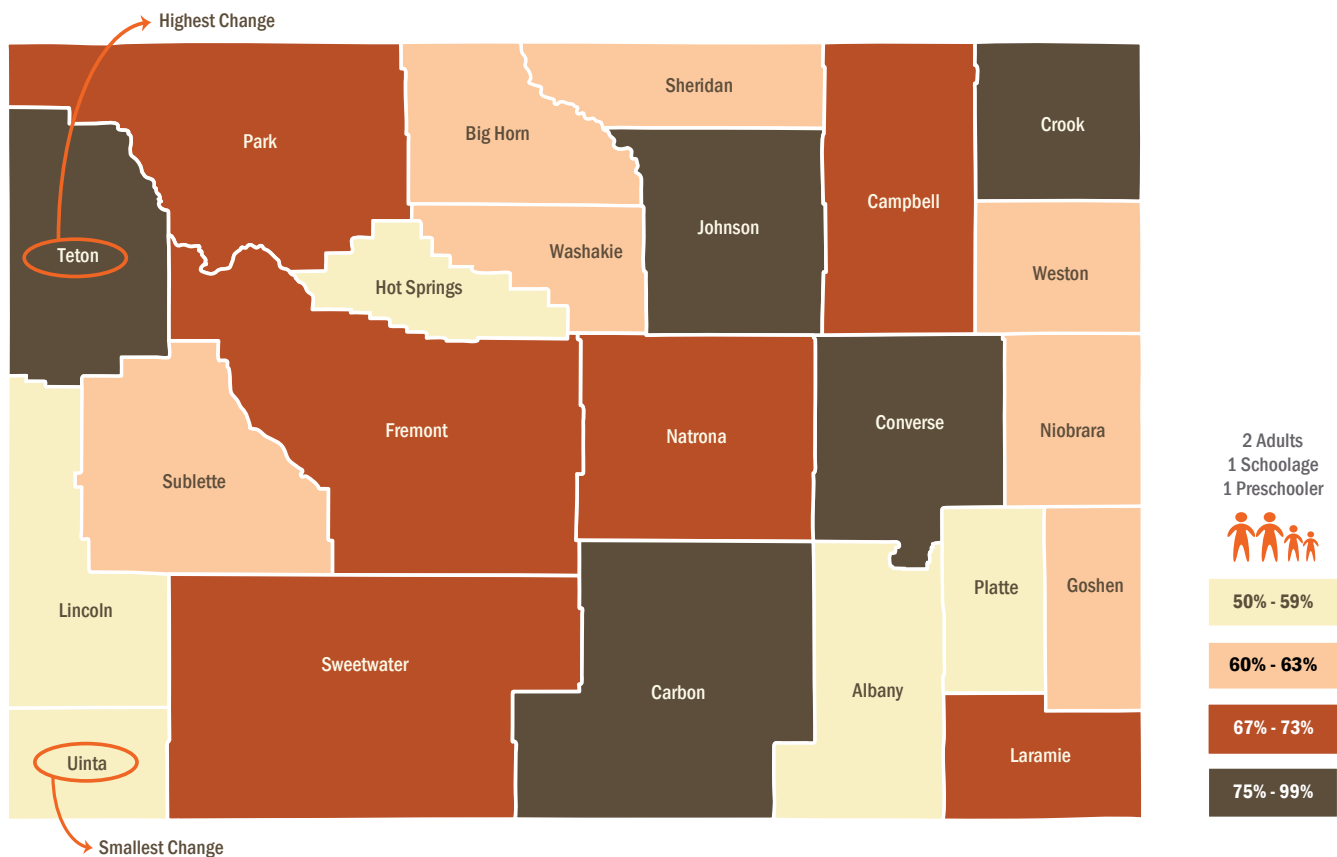 Highest Change
Sheridan
Crook
Big Horn
Park
Campbell
Johnson
Teton
Washakie
Weston
Hot Springs
Converse
Niobrara
Fremont
Natrona
Sublette
2 Adults
1 Schoolage
1 Preschooler
Platte
Goshen
Lincoln
50% - 59%
Sweetwater
60% - 63%
Carbon
Albany
67% - 73%
Laramie
Uinta
75% - 99%
Smallest Change